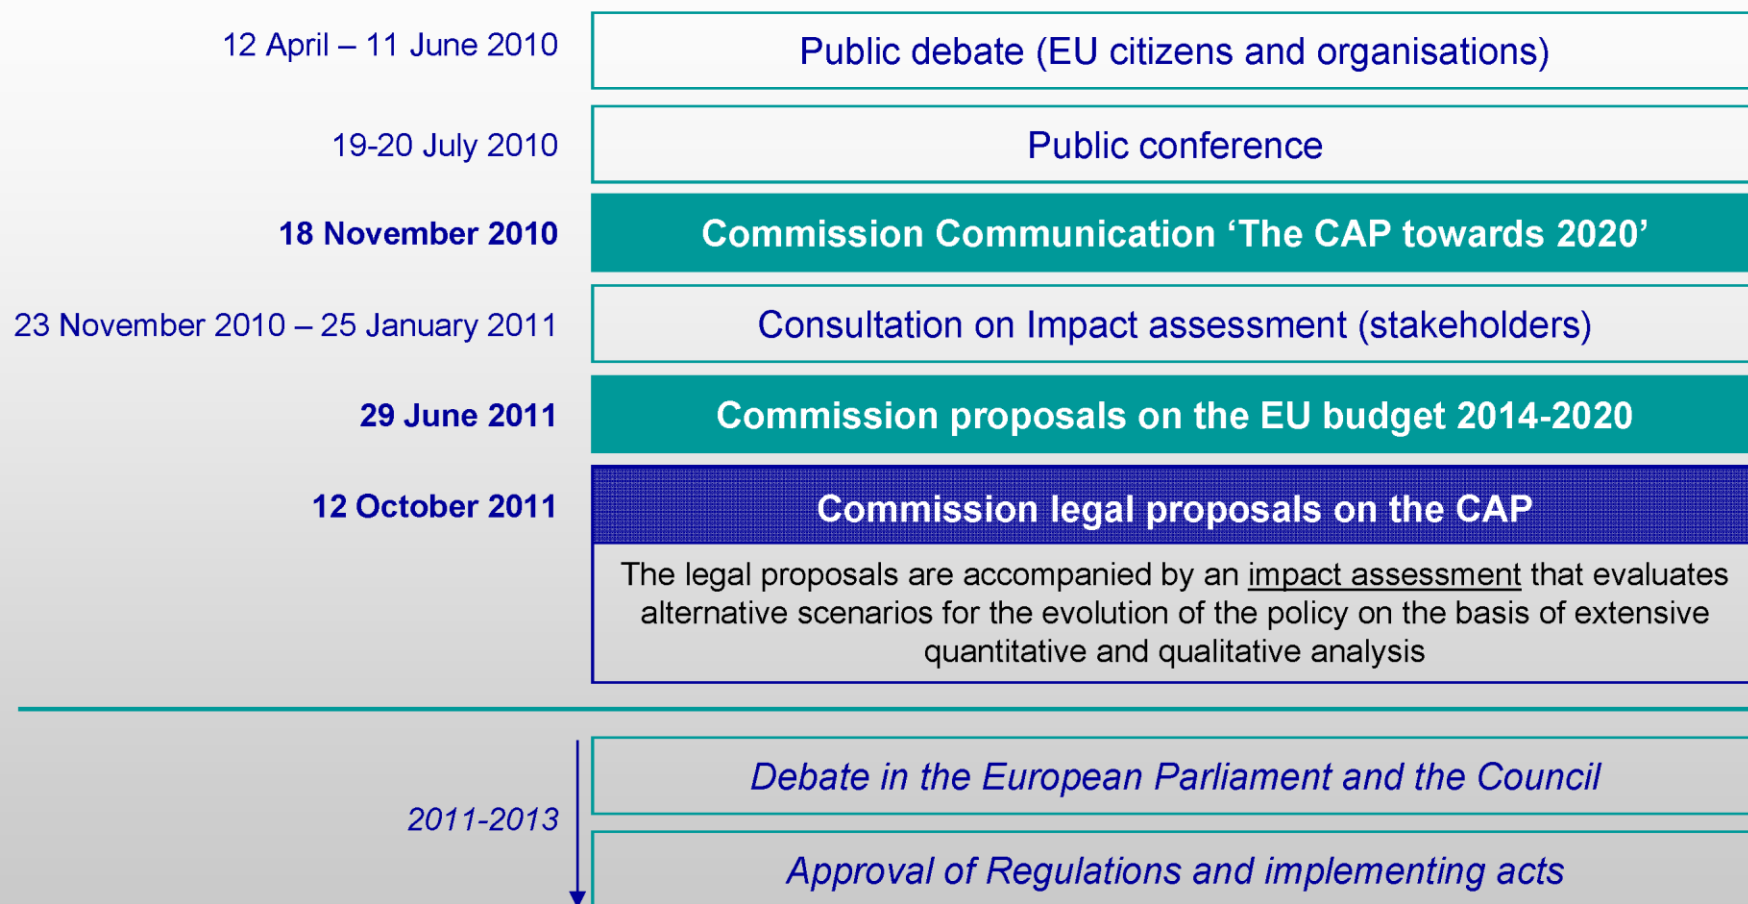 12 April – 11 June 2010
Public debate (EU citizens and organisations)
19-20 July 2010
Public conference
18 November 2010
Commission Communication ‘The CAP towards 2020’
23 November 2010 – 25 January 2011
Consultation on Impact assessment (stakeholders)
29 June 2011
Commission proposals on the EU budget 2014-2020
12 October 2011
Commission legal proposals on the CAP
The legal proposals are accompanied by an impact assessment that evaluates
alternative scenarios for the evolution of the policy on the basis of extensive
quantitative and qualitative analysis
2011-2013
Debate in the European Parliament and the Council
Approval of Regulations and implementing acts